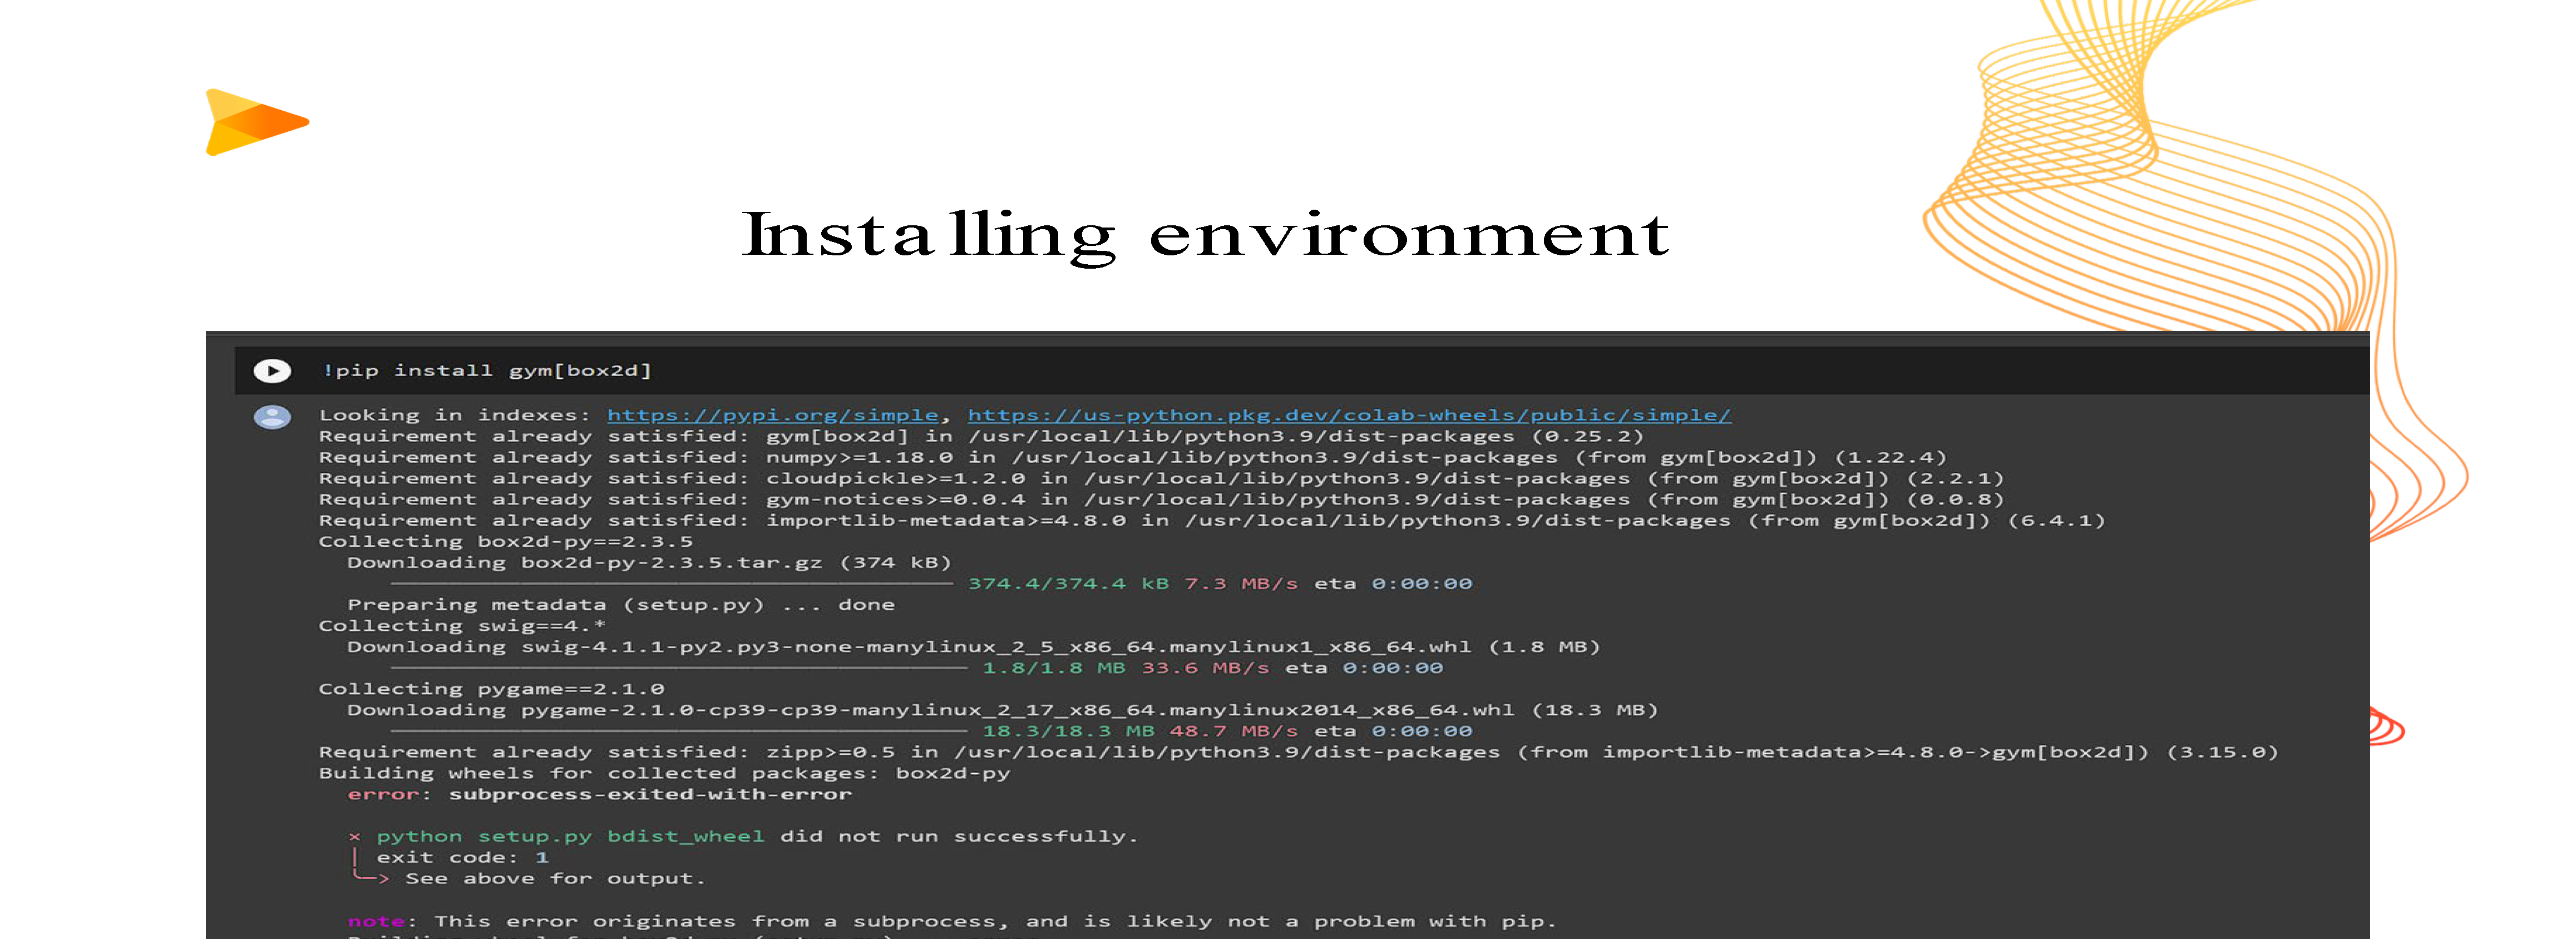 Installing environment
!pip install gym[box2d]
Looking in indexes: https://pypi.org/simple, https://us-python.pkg.dev/colab-wheels/public/simple/
Requirement already satisfied: gym[box2d] in /usr/local/lib/python3.9/dist-packages (0.25.2)
Requirement already satisfied: numpy>=1.18.0 in /usr/local/lib/python3.9/dist-packages (from gym[box2d]) (1.22.4)
Requirement already satisfied: cloudpickle>=1.2.0 in /usr/local/lib/python3.9/dist-packages (from gym[box2d]) (2.2.1)
Requirement already satisfied: gym-notices>=0.0.4 in /usr/local/lib/python3.9/dist-packages (from gym[box2d]) (0.0.8)
Requirement already satisfied: importlib-metadata>=4.8.0 in /usr/local/lib/python3.9/dist-packages (from gym[box2d]) (6.4.1)
Collecting box2d-py==2.3.5
Downloading box2d-py-2.3.5.tar.gz (374 kB)
374.4/374.4 kB 7.3 MB/s eta 0:00:00
Preparing metadata (setup.py) ... done
Collecting swig==4.*
Downloading swig-4.1.1-py2.py3-none-manylinux_2_5_x86_64.manylinux1_x86_64.whl (1.8 MB)
1.8/1.8 MB 33.6 MB/s eta 0:00:00
Collecting pygame==2.1.0
Downloading pygame-2.1.0-cp39-cp39-manylinux_2_17_x86_64.manylinux2014_x86_64.whl (18.3 MB)
18.3/18.3 MB 48.7 MB/s eta 0:00:00
Requirement already satisfied: zipp>=0.5 in /usr/local/lib/python3.9/dist-packages (from importlib-metadata>=4.8.0->gym[box2d]) (3.15.0)
Building wheels for collected packages: box2d-py
error: subprocess-exited-with-error
× python setup.py bdist_wheel did not run successfully.
│ exit code: 1
╰─> See above for output.
note: This error originates from a subprocess, and is likely not a problem with pip.